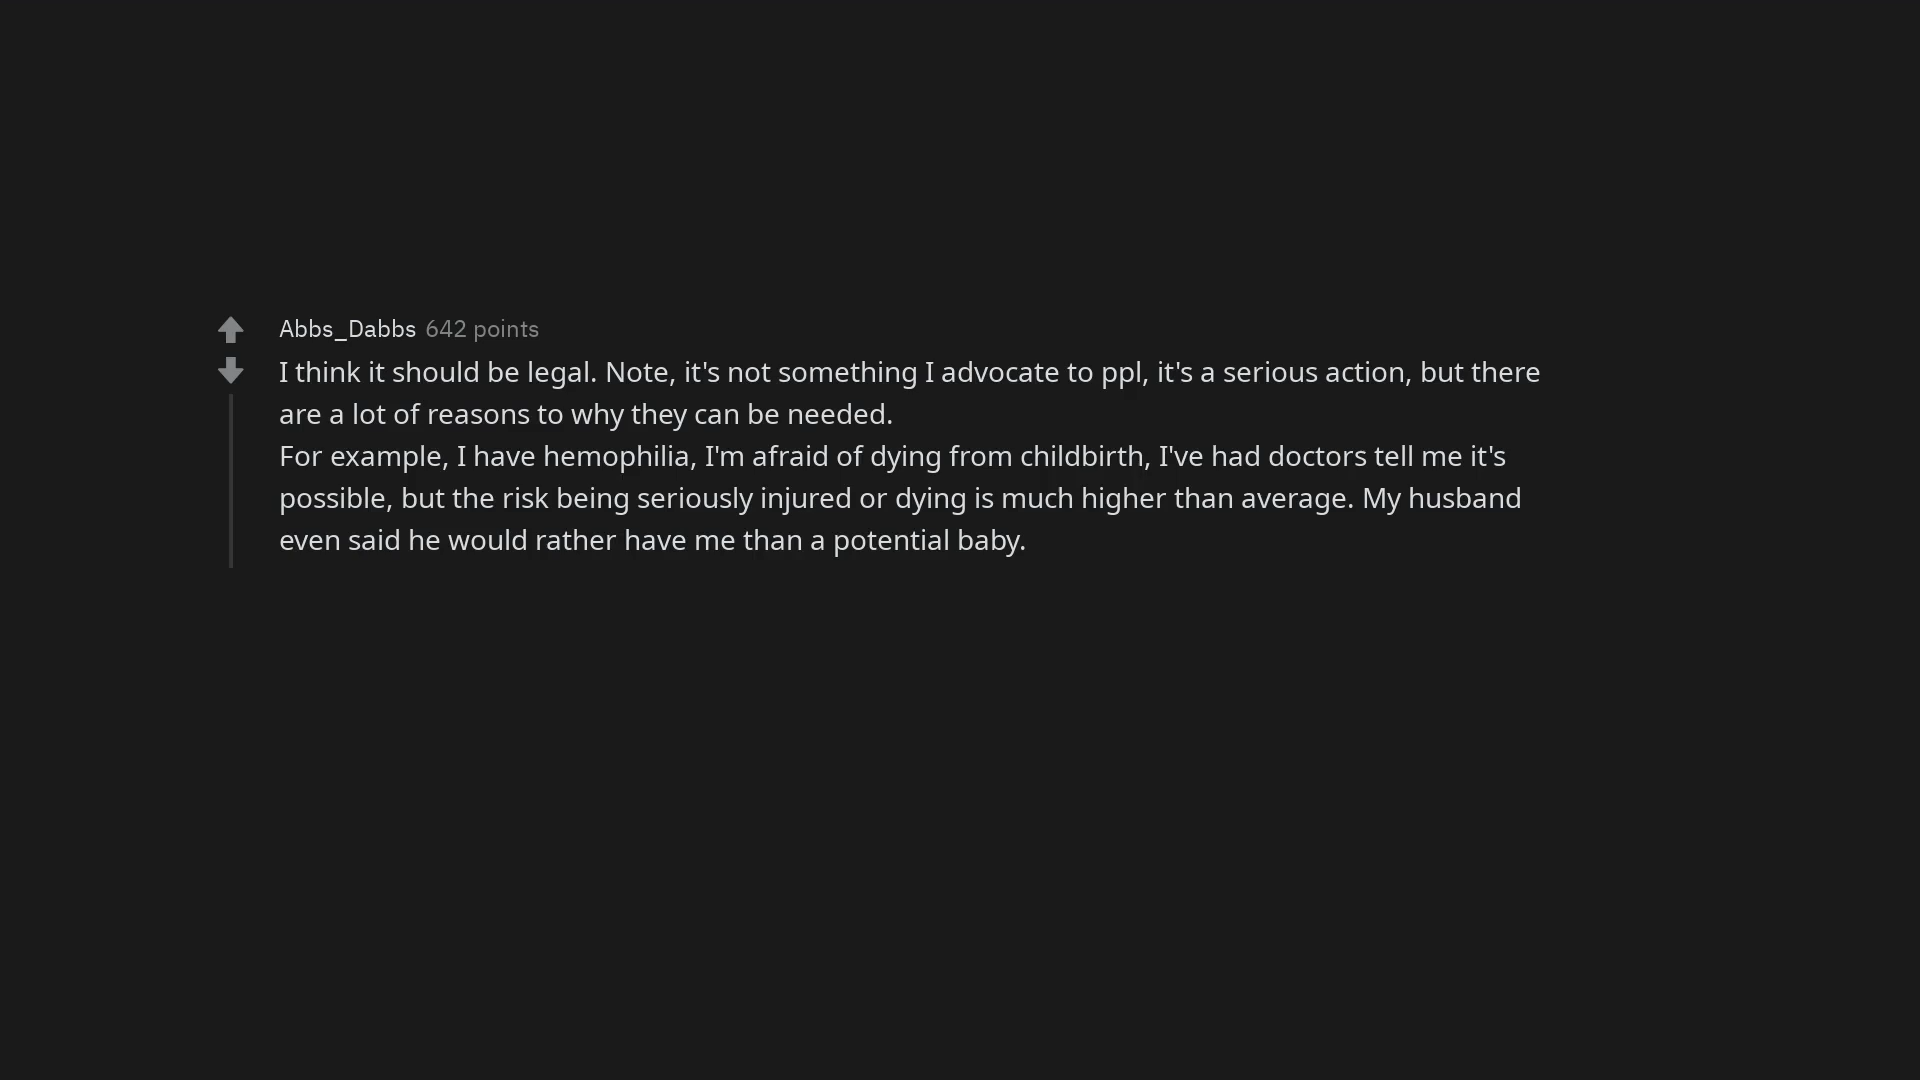 Abbs_Dabbs 642 points
I think it should be legal. Note, it's not something I advocate to ppl, it's a serious action, but there
are a lot of reasons to why they can be needed.
For example, I have hemophilia, I'm afraid of dying from childbirth, I've had doctors tell me it's
possible, but the risk being seriously injured or dying is much higher than average. My husband
even said he would rather have me than a potential baby.